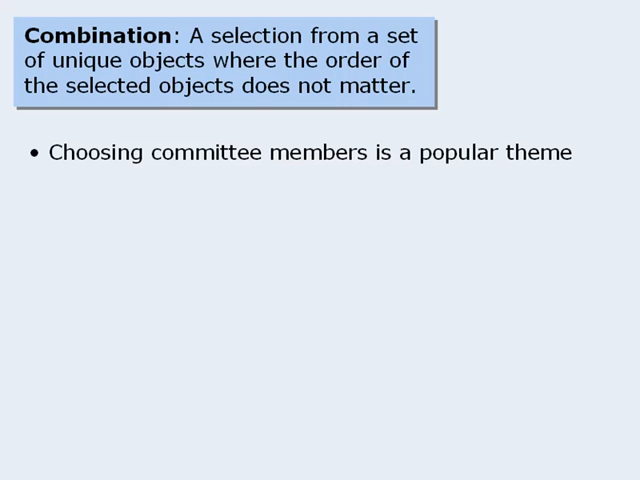 Combination: A selection from a set
of unique objects where the order of
the selected objects does not matter.
• Choosing committee members is a popular theme